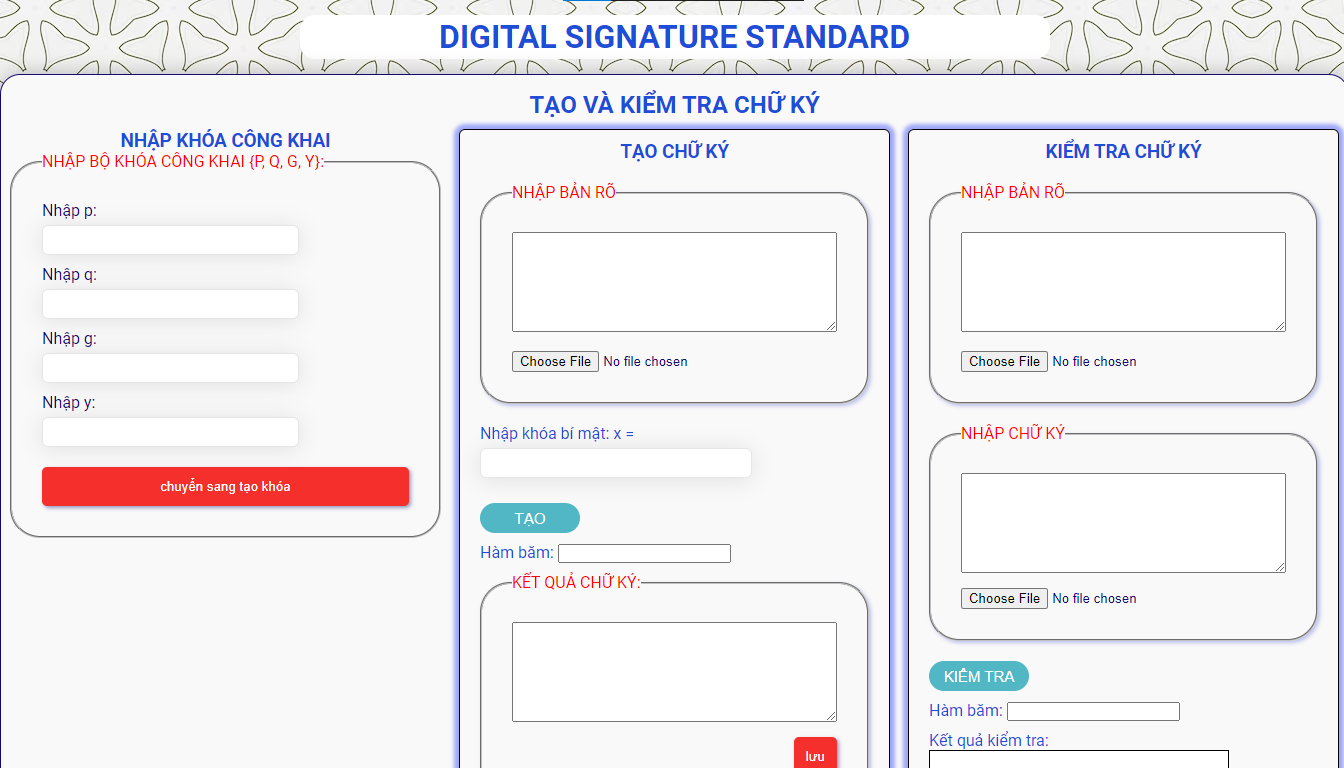 DIGITAL SIGNATURE STANDARD
TẠO VÀ KIỂM TRA CHỮ KÝ
NHẬP KHÓA CÔNG KHAI
NHẬP BỘ KHÓA CÔNG KHAI {P, Q, G, Y}:
Nhập p:
Nhập q:
Nhập g:
Nhập y:
chuyển sang tạo khóa
TẠO CHỮ KÝ
NHẬP BẢN RÕ
Choose File No file chosen
Nhập khóa bí mật: x =
TẠO
Hàm băm:
KẾT QUẢ CHỮ KÝ:
lưu
KIỂM TRA CHỮ KÝ
NHẬP BẢN RÕ
Choose File No file chosen
NHẬP CHỮ KÝ
Choose File No file chosen
KIỂM TRA
Hàm băm:
Kết quả kiểm tra: